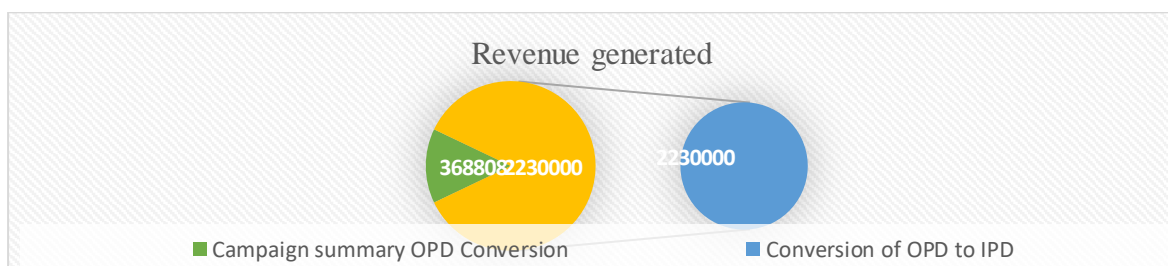 Revenue generated
368808
2230000
2230000
Campaign summary OPD Conversion
Conversion of OPD to IPD